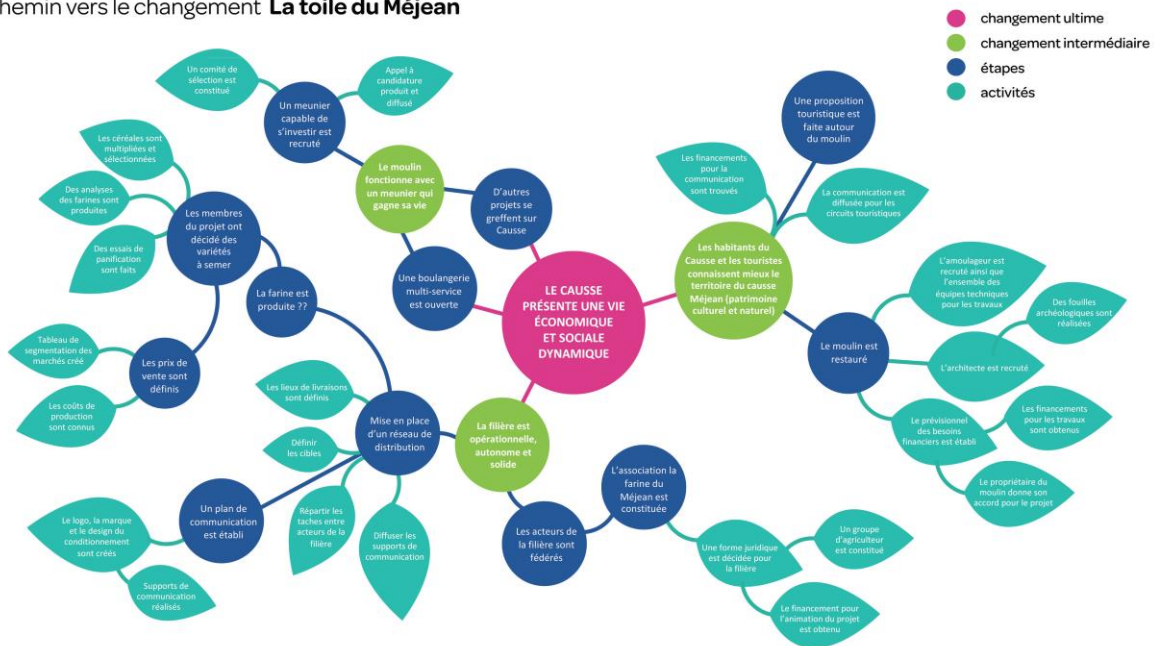 hemin vers le changement La toile du Méjean
changement ultime
changement intermédiaire
étapes
activités
Un comité de
sélection est
constitué
Appel à
candidature
produit et
diffusé
Un meunier
capable de
s'investir est
recruté
Le moulin
fonctionne avec
un meunier qui
gagne sa vie
D'autres
projets se
greffent sur
Causse
Une boulangerie
multi-service
est ouverte
Les céréales sont
multipliées et
sélectionnées
Des analyses
des farines sont
produites
Des essais de
panification
sont faits
Les membres
du projet ont
décidé des
variétés
à semer
La farine est
produite ??
Tableau de
segmentation des
marchés créé
Les coûts de
production
sont connus
Les prix de
vente sont
définis
Les lieux de livraisons
sont définis
Définir
les cibles
Répartir les
taches entre
acteurs de la
filière
Diffuser les
supports de
communication
Mise en place
d'un réseau de
distribution
Un plan de
communication
est établi
Le logo, la marque
et le design du
conditionnement
sont créés
Supports de
communication
réalisés
La filière est
opérationnelle,
autonome et
solide
Les acteurs de
la filière sont
fédérés
L'association la
farine du
Méjean est
constituée
Une forme juridique
est décidée pour
la filière
Un groupe
d'agriculteur
est constitué
Le financement pour
l'animation du projet
est obtenu
LE CAUSSE
PRÉSENTE UNE VIE
ÉCONOMIQUE
ET SOCIALE
DYNAMIQUE
Les habitants du
Causse et les touristes
connaissent mieux le
territoire du causse
Méjean (patrimoine
culturel et naturel)
Les financements
pour la
communication
sont trouvés
Une proposition
touristique est
faite autour
du moulin
La communication est
diffusée pour les
circuits touristiques
Le moulin est
restauré
L'amoulageur est
recruté ainsi que
l'ensemble des
équipes techniques
pour les travaux
Des fouilles
archéologiques sont
réalisées
L'architecte est recruté
Le prévisionnel
des besoins
financiers est établi
Les financements
pour les travaux
sont obtenus
Le propriétaire du
moulin donne son
accord pour le projet